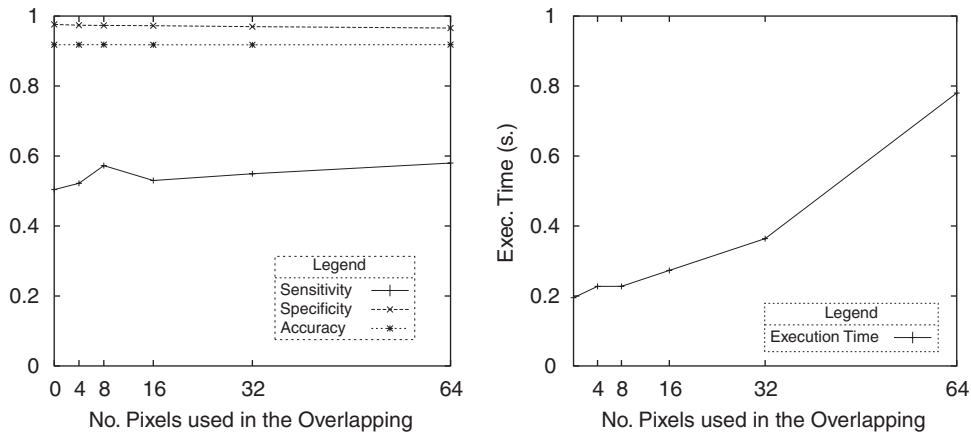 1
0.8
0.6
0.4
0.2
0
0 4 8 16 32 64
No. Pixels used in the Overlapping
Legend
Sensitivity
Specificity
Accuracy
Exec. Time (s.)
1
0.8
0.6
0.4
0.2
0
4 8 16 32 64
No. Pixels used in the Overlapping
Legend
Execution Time